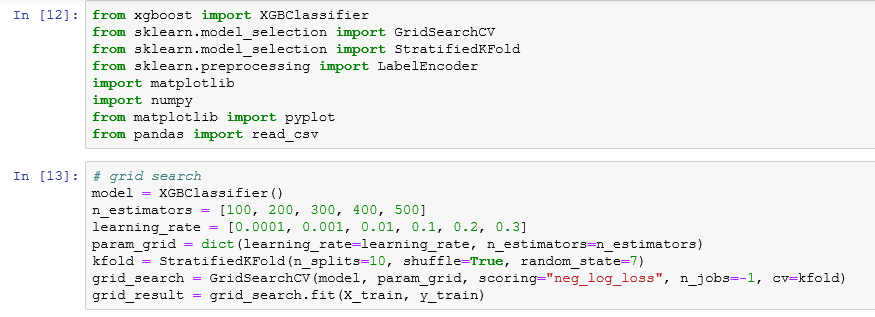 In [12]: from xgboost import XGBClassifier
from sklearn.model_selection import GridSearchCV
from sklearn.model_selection import StratifiedKFold
from sklearn.preprocessing import LabelEncoder
import matplotlib
import numpy
from matplotlib import pyplot
from pandas import read_csv
In [13]: # grid search
model = XGBClassifier()
n_estimators = [100, 200, 300, 400, 500]
learning_rate = [0.0001, 0.001, 0.01, 0.1, 0.2, 0.3]
param_grid = dict(learning_rate=learning_rate, n_estimators=n_estimators)
kfold = StratifiedKFold(n_splits=10, shuffle=True, random_state=7)
grid_search = GridSearchCV(model, param_grid, scoring="neg_log_loss", n_jobs=-1, cv=kfold)
grid_result = grid_search.fit(X_train, y_train)